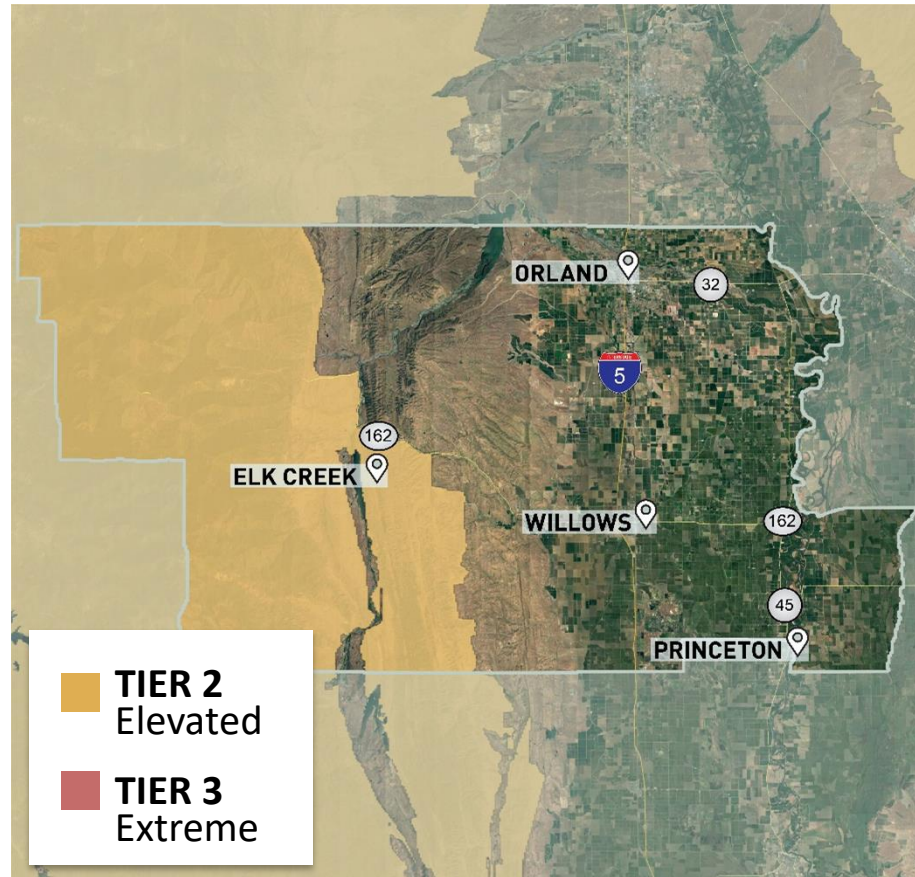 ORLAND
32
5
162
ELK CREEK
WILLOWS
162
45
PRINCETON
TIER 2
Elevated
TIER 3
Extreme